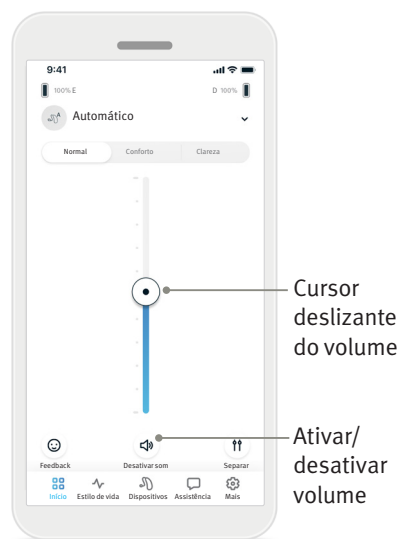 9:41
100% E
D 100%
Automático
Normal Conforto Clareza
Cursor
deslizante
do volume
Feedback Desativar som Separar
Ativar/
desativar
volume
Início Estilo de vida Dispositivos Assistência Mais